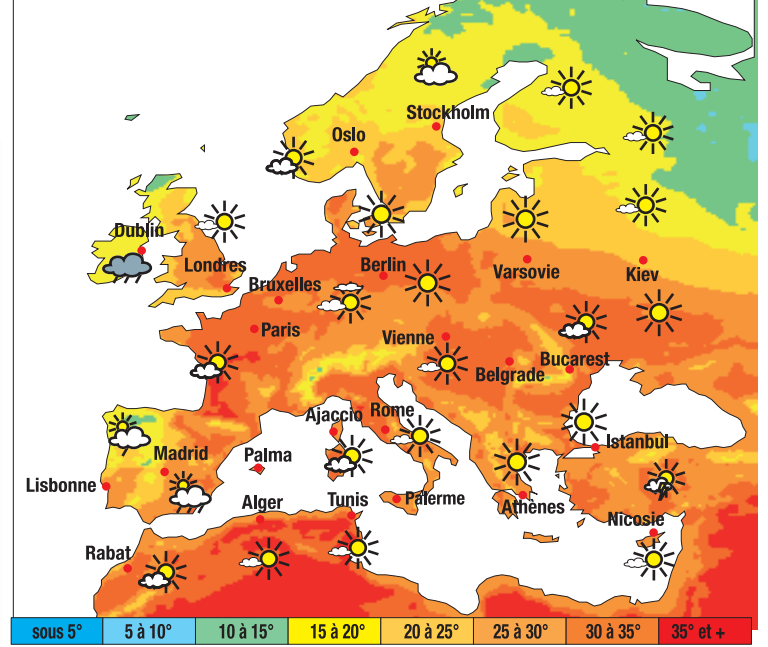 Stockholm
Oslo
Dublin
Londres
Berlin
Varsovie
Kiev
Bruxelles
Paris
Vienne
Bucarest
Belgrade
Ajaccio
Rome
Istanbul
Madrid
Palma
Lisbonne
Alger
Tunis
Palerme
Athènes
Nicosie
Rabat
sous 5° 5 à 10° 10 à 15° 15 à 20° 20 à 25° 25 à 30° 30 à 35° 35° et +